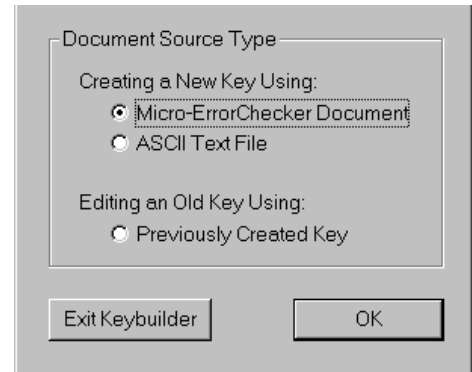 Document Source Type
Creating a New Key Using:
Micro-ErrorChecker Document
ASCII Text File
Editing an Old Key Using:
Previously Created Key
Exit Keybuilder
OK